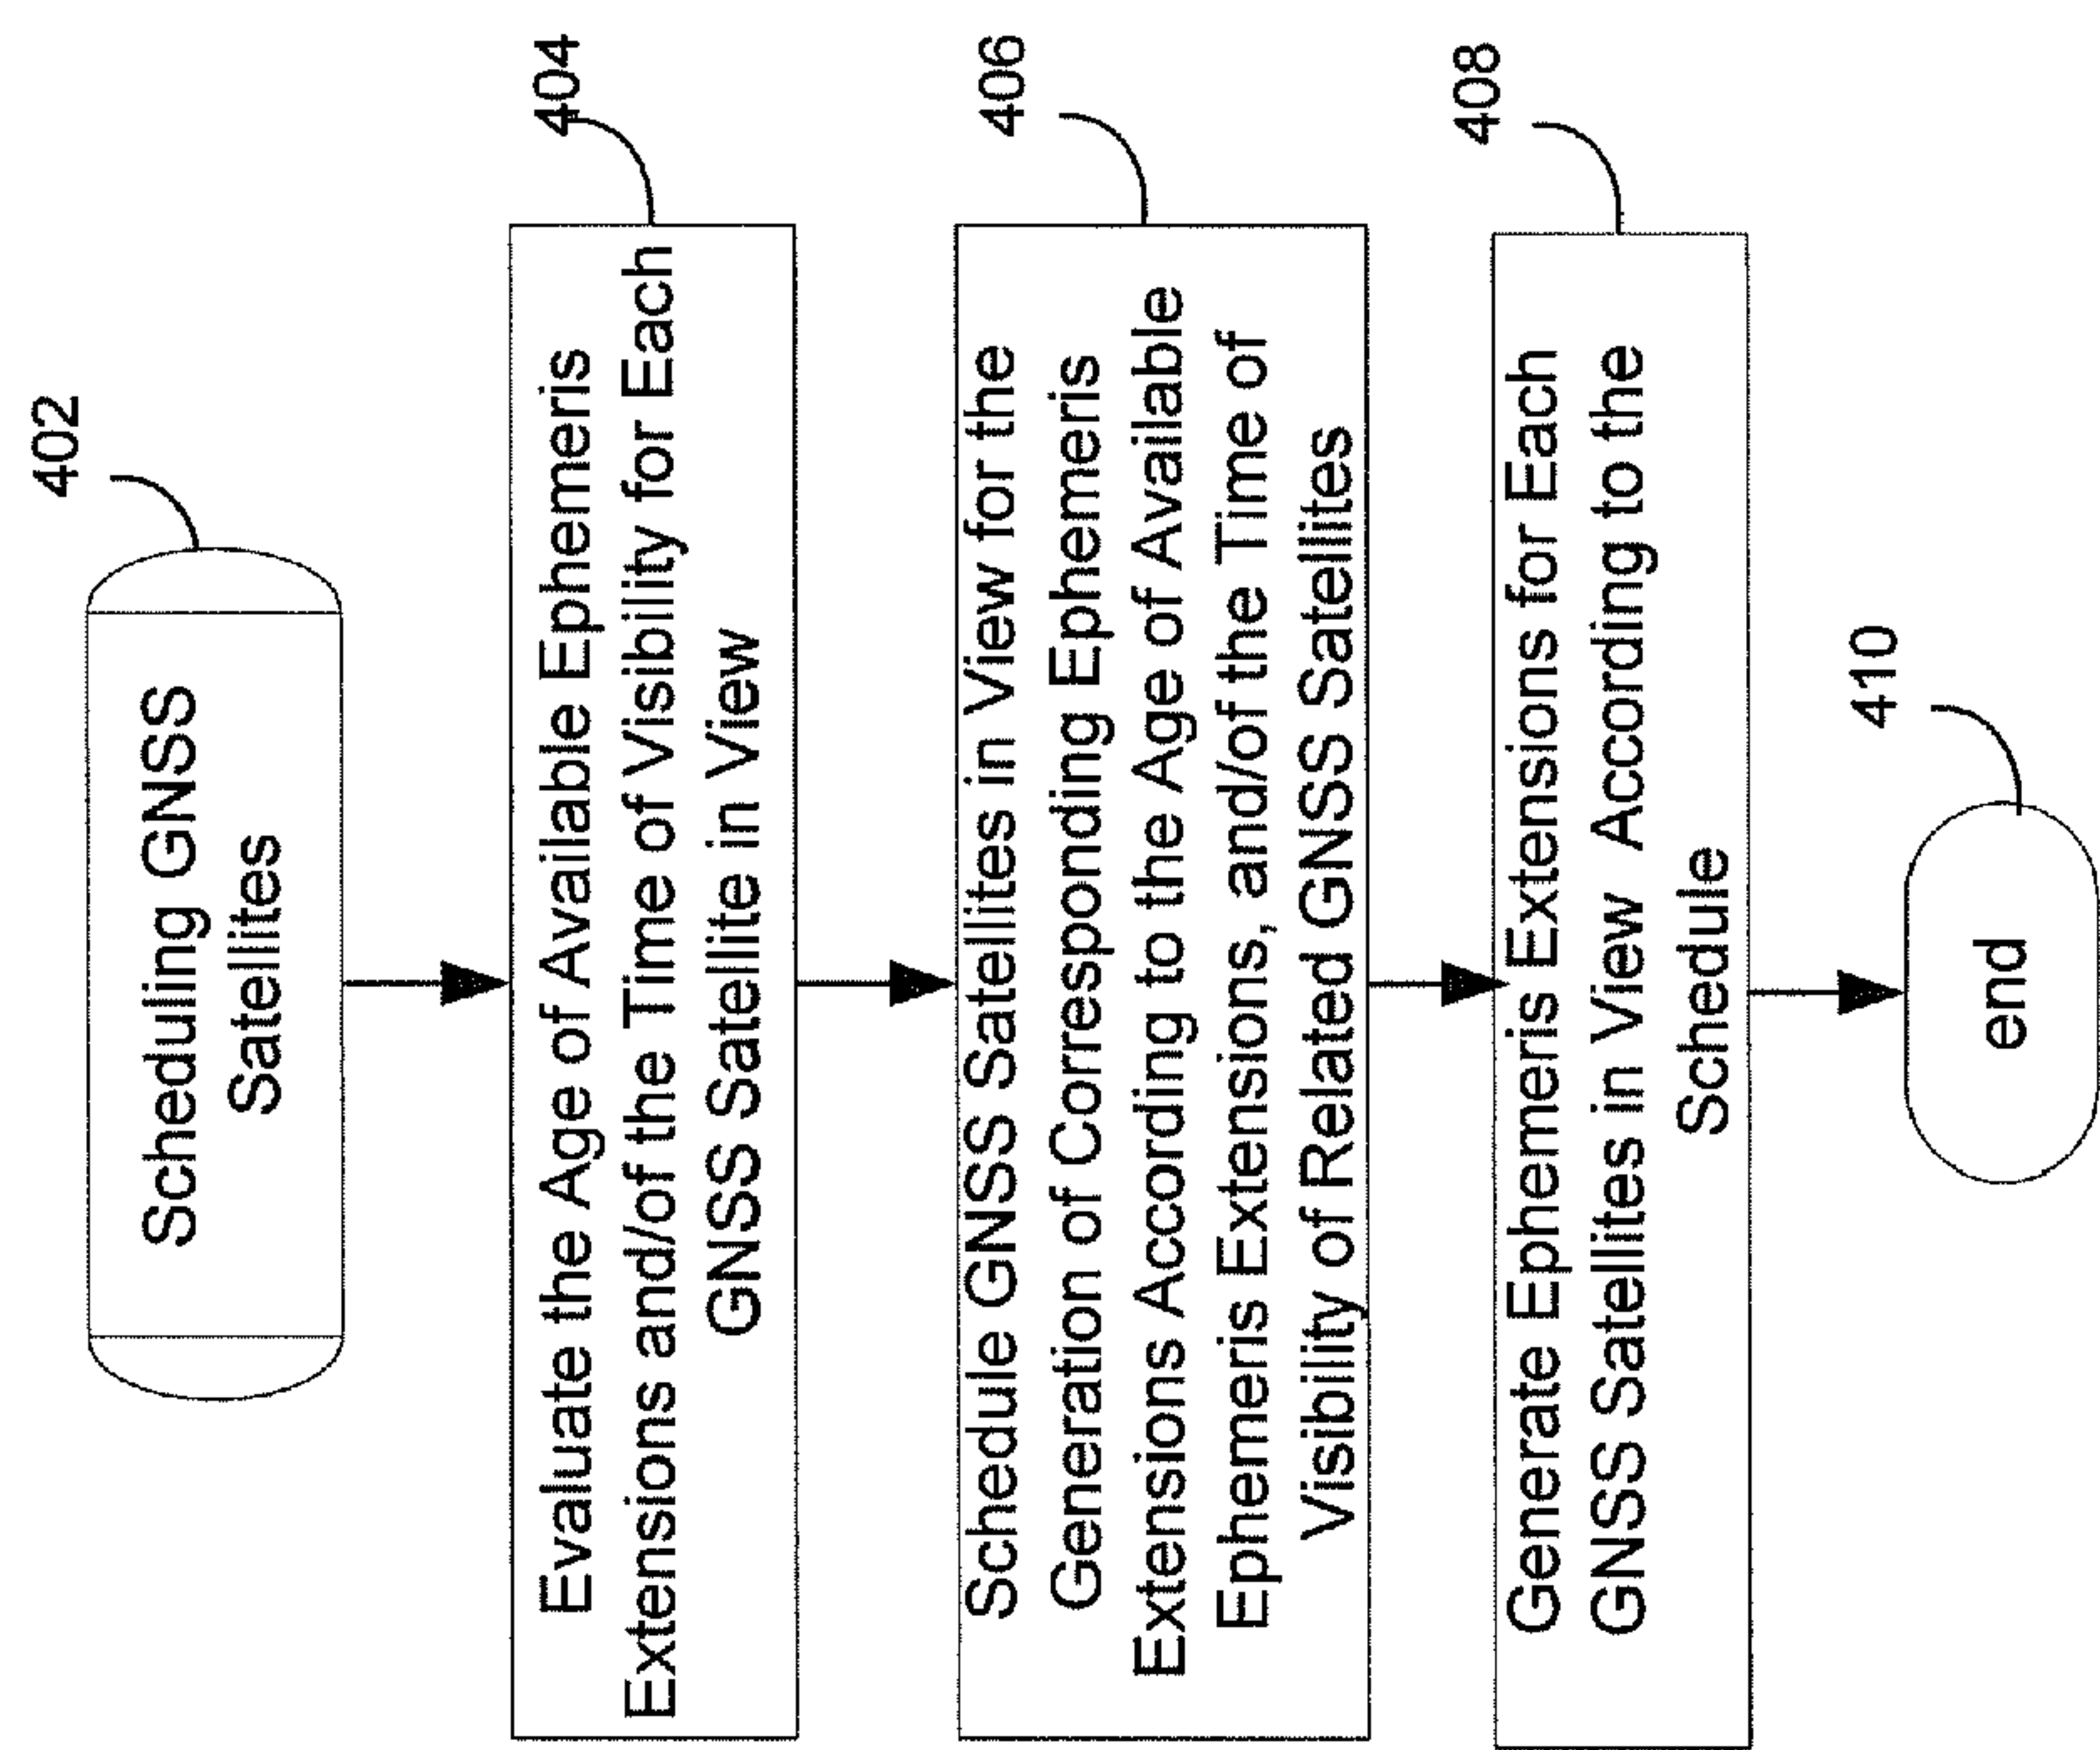 402
Scheduling GNSS
Satellites
404
Evaluate the Age of Available Ephemeris
Extensions and/of the Time of Visibility for Each
GNSS Satellite in View
406
Schedule GNSS Satellites in View for the
Generation of Corresponding Ephemeris
Extensions According to the Age of Available
Ephemeris Extensions, and/of the Time of
Visibility of Related GNSS Satellites
408
Generate Ephemeris Extensions for Each
GNSS Satellites in View According to the
Schedule
410
end